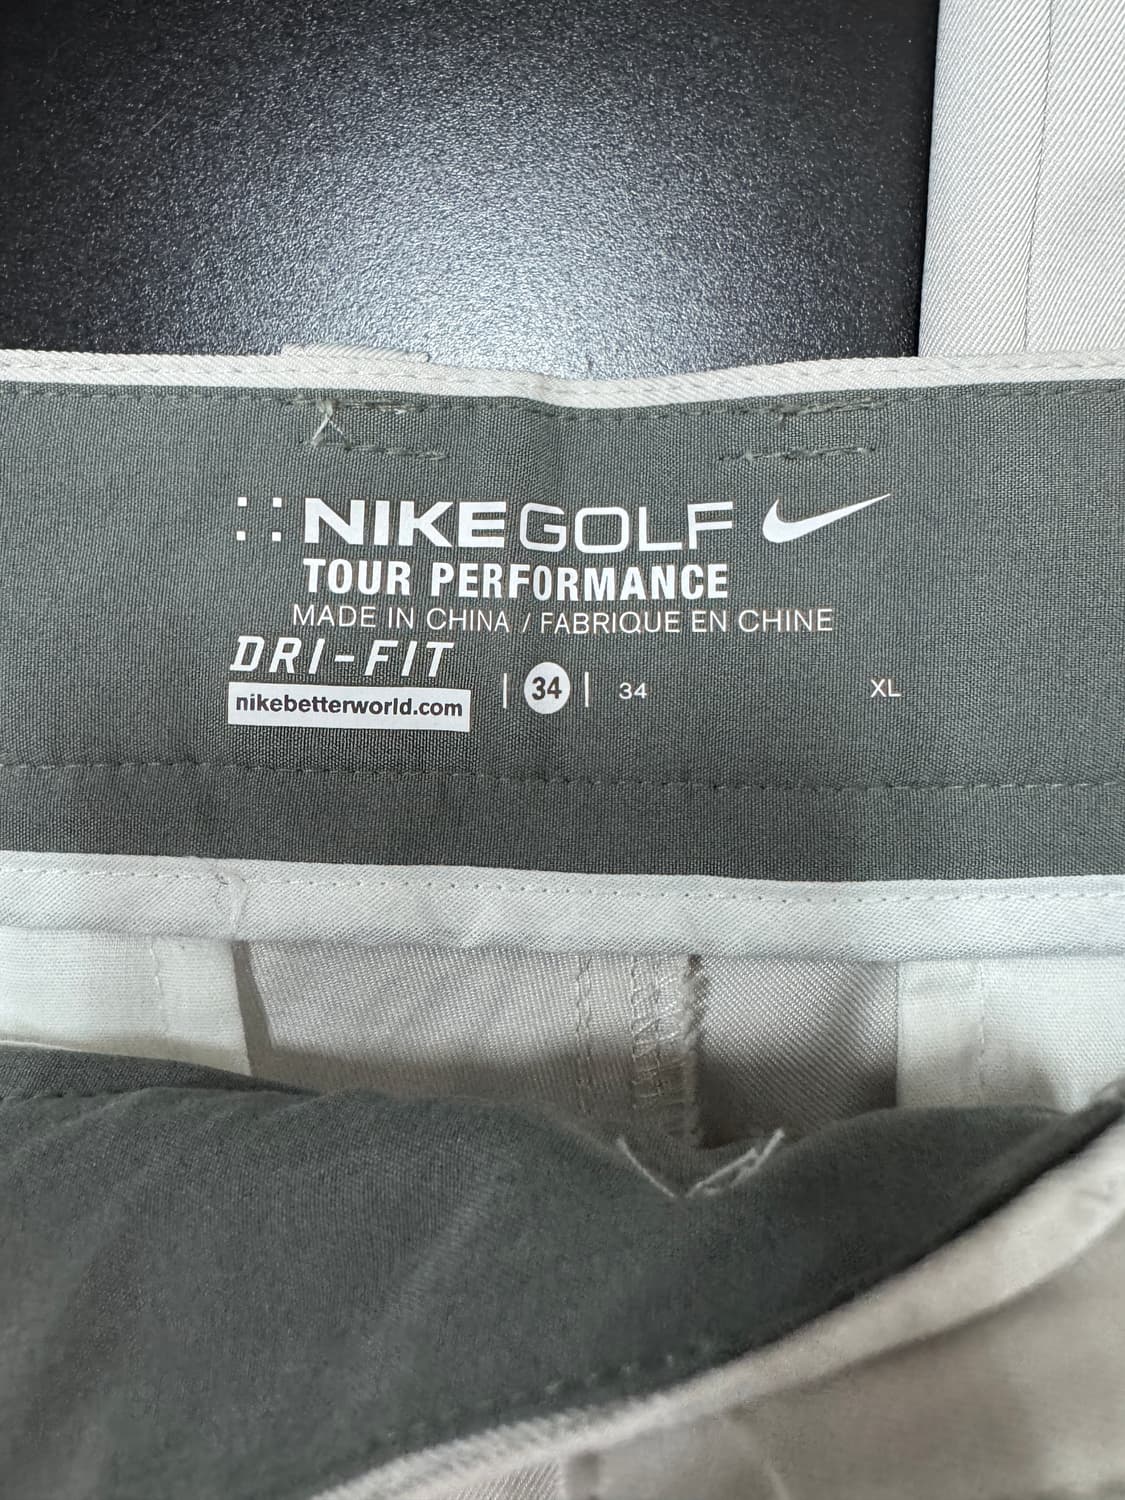 NIKEGOLF
TOUR PERFORMANCE
MADE IN CHINA / FABRIQUE EN CHINE
DRI-FIT
nikebetterworld.com
| 34 | 34 XL